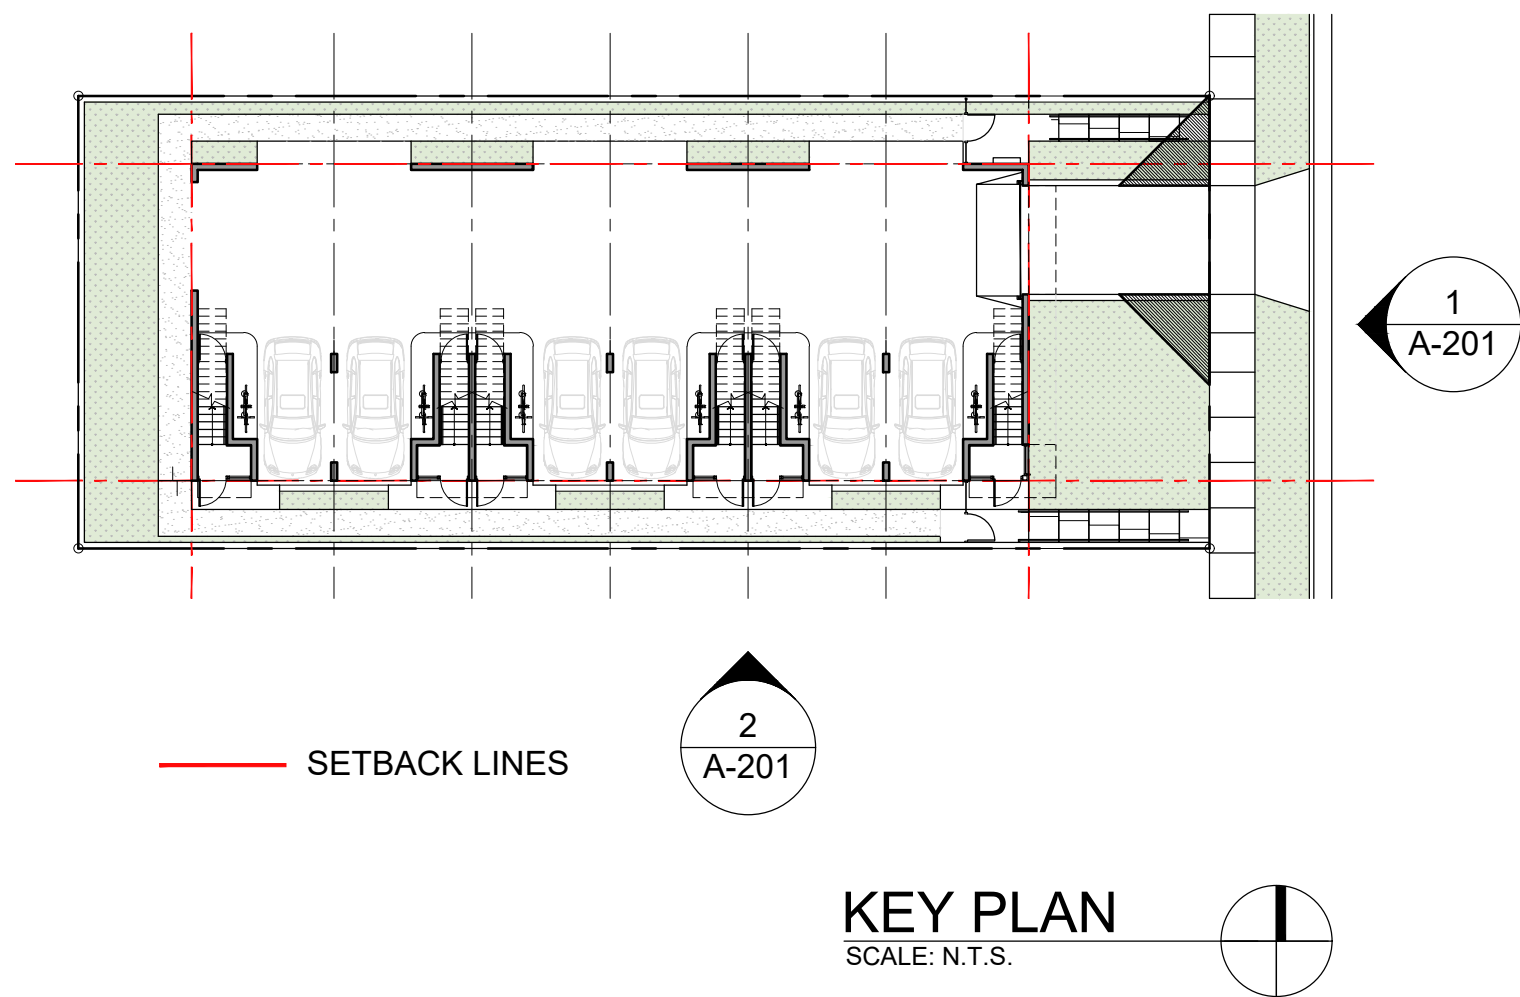 1
A-201
2
A-201
SETBACK LINES
KEY PLAN
SCALE: N.T.S.